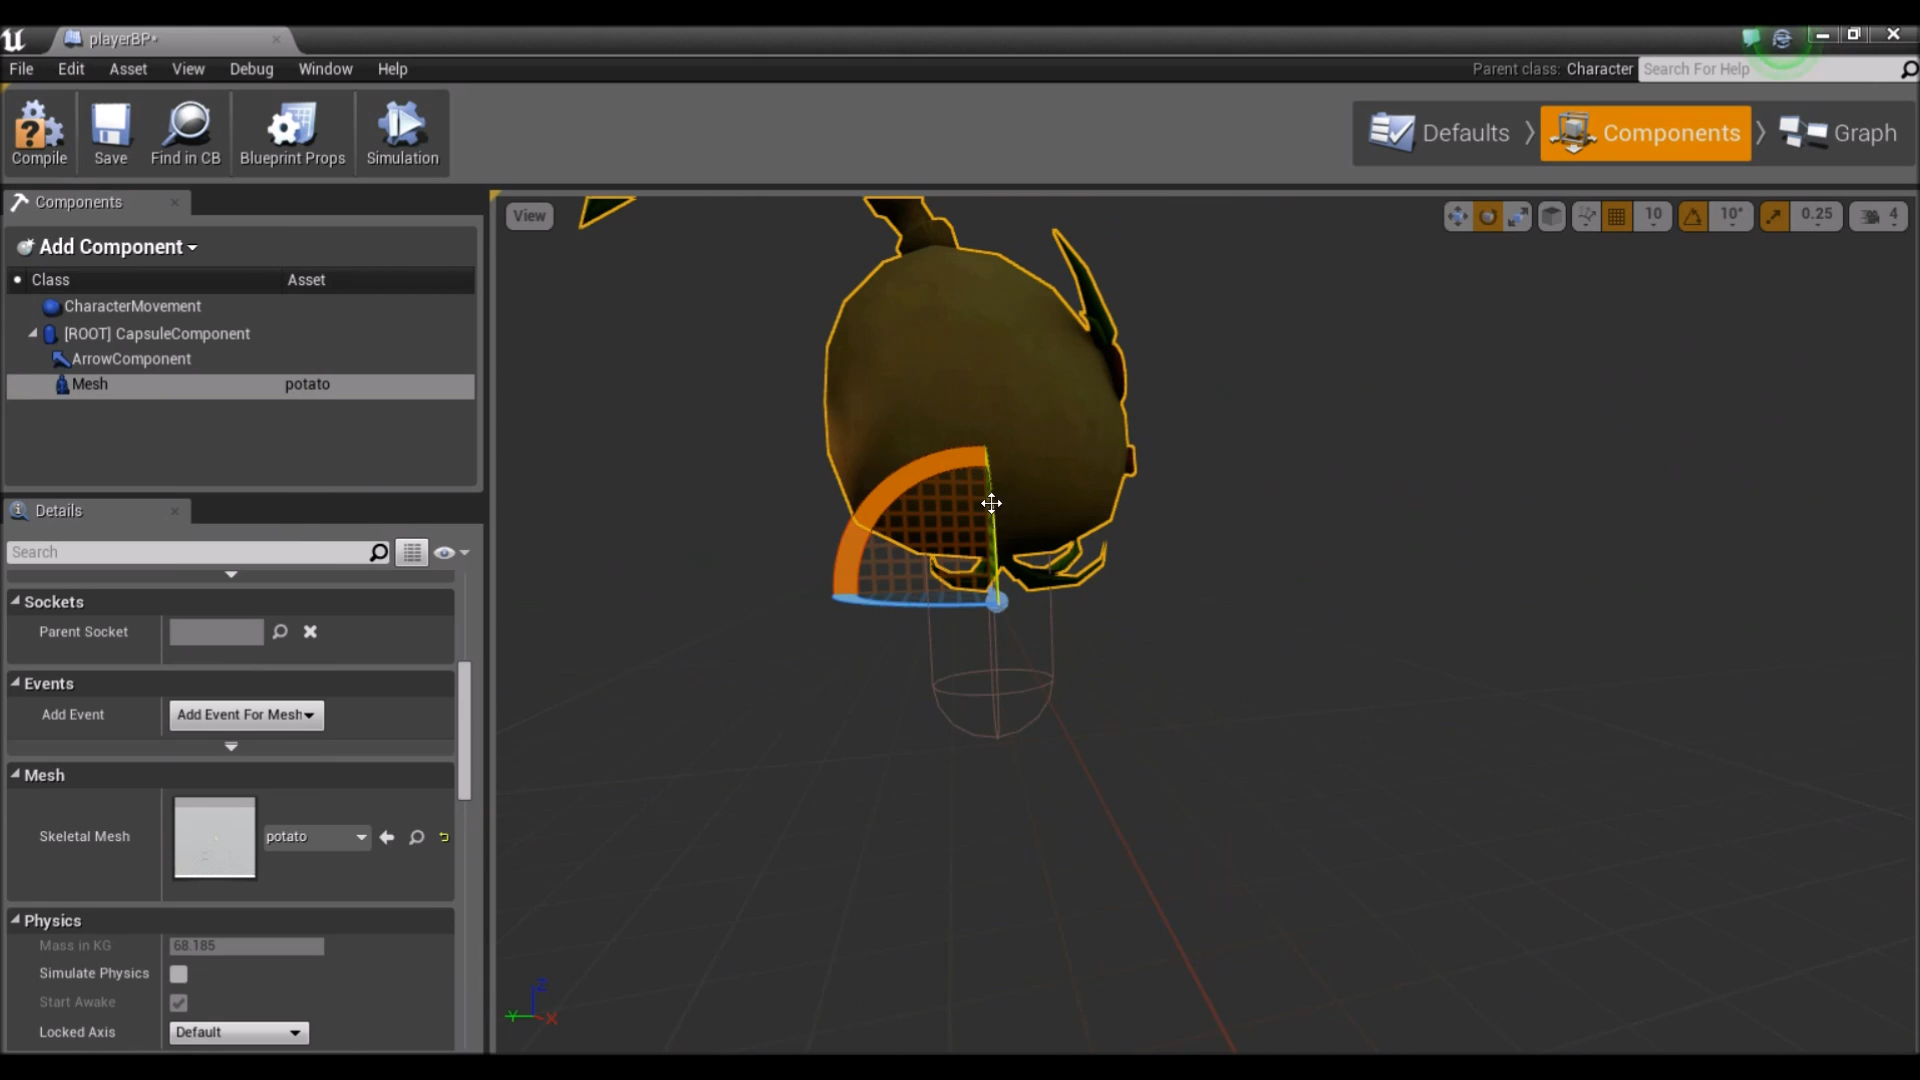 playerBP*
File Edit Asset View Debug Window Help
Parent class: Character Search For Help
Compile Save Find in CB Blueprint Props Simulation
Defaults Components Graph
Components
Add Component
Class Asset
CharacterMovement
[ROOT] CapsuleComponent
ArrowComponent
Mesh potato
Details
Search
Sockets
Parent Socket
Events
Add Event Add Event For Mesh
Mesh
Skeletal Mesh potato
Physics
Mass in KG 68.185
Simulate Physics
Start Awake
Locked Axis Default
View
10 10° 0.25 4
Z
Y X